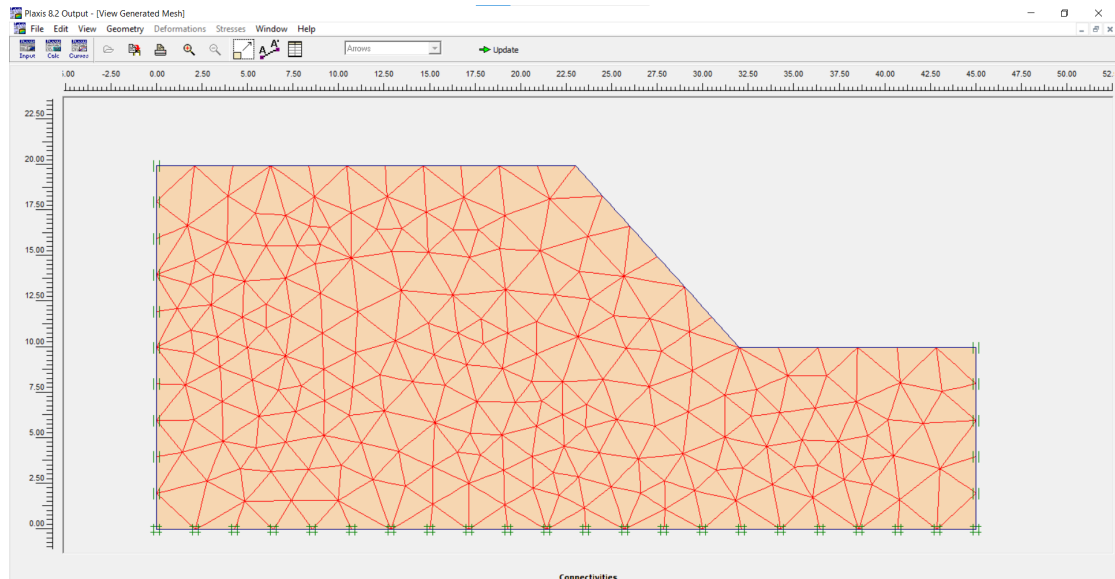 Plaxis 8.2 Output - [View Generated Mesh]
File Edit View Geometry Deformations Stresses Window Help
Input Calc Curves Arrows Update
-2.50 0.00 2.50 5.00 7.50 10.00 12.50 15.00 17.50 20.00 22.50 25.00 27.50 30.00 32.50 35.00 37.50 40.00 42.50 45.00 47.50 50.00
22.50
20.00
17.50
15.00
12.50
10.00
7.50
5.00
2.50
0.00
Connectivities